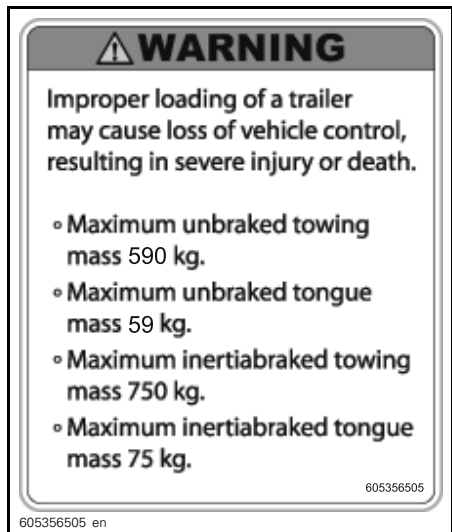 WARNING
Improper loading of a trailer
may cause loss of vehicle control,
resulting in severe injury or death.
∘ Maximum unbraked towing
mass 590 kg.
∘ Maximum unbraked tongue
mass 59 kg.
∘ Maximum inertiabraked towing
mass 750 kg.
∘ Maximum inertiabraked tongue
mass 75 kg.
605356505
605356505 en